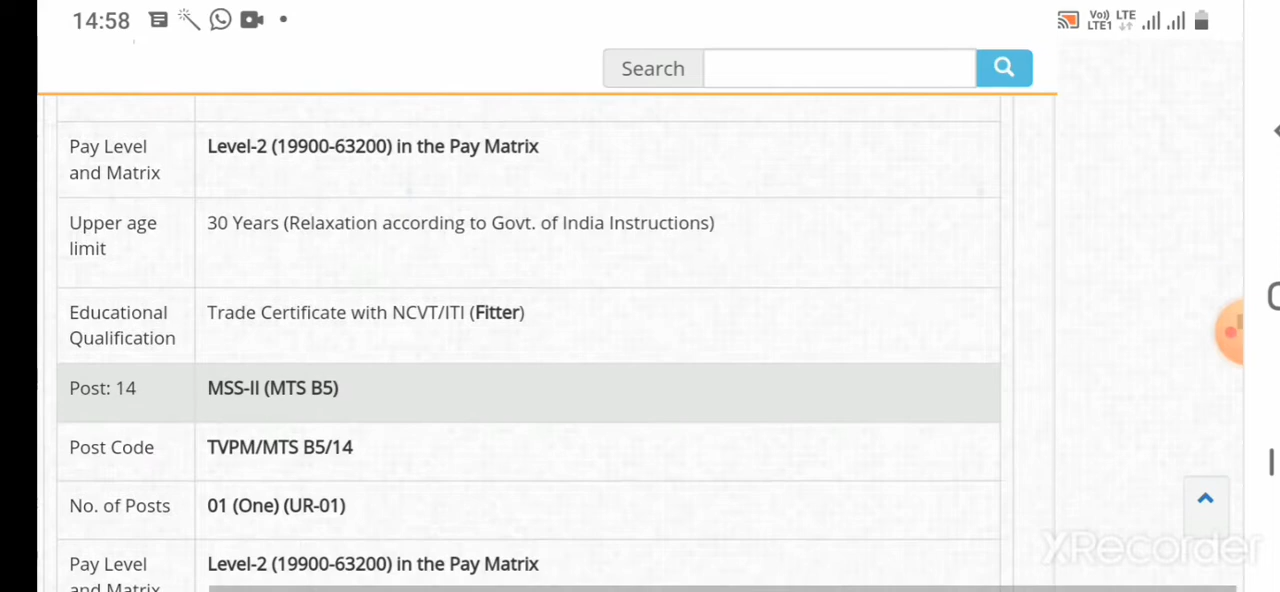 14:58
Vo)) LTE
LTE1
Search
Pay Level and Matrix
Level-2 (19900-63200) in the Pay Matrix
Upper age limit
30 Years (Relaxation according to Govt. of India Instructions)
Educational Qualification
Trade Certificate with NCVT/ITI (Fitter)
Post: 14
MSS-II (MTS B5)
Post Code
TVPM/MTS B5/14
No. of Posts
01 (One) (UR-01)
Pay Level and Matrix
Level-2 (19900-63200) in the Pay Matrix
XRecorder